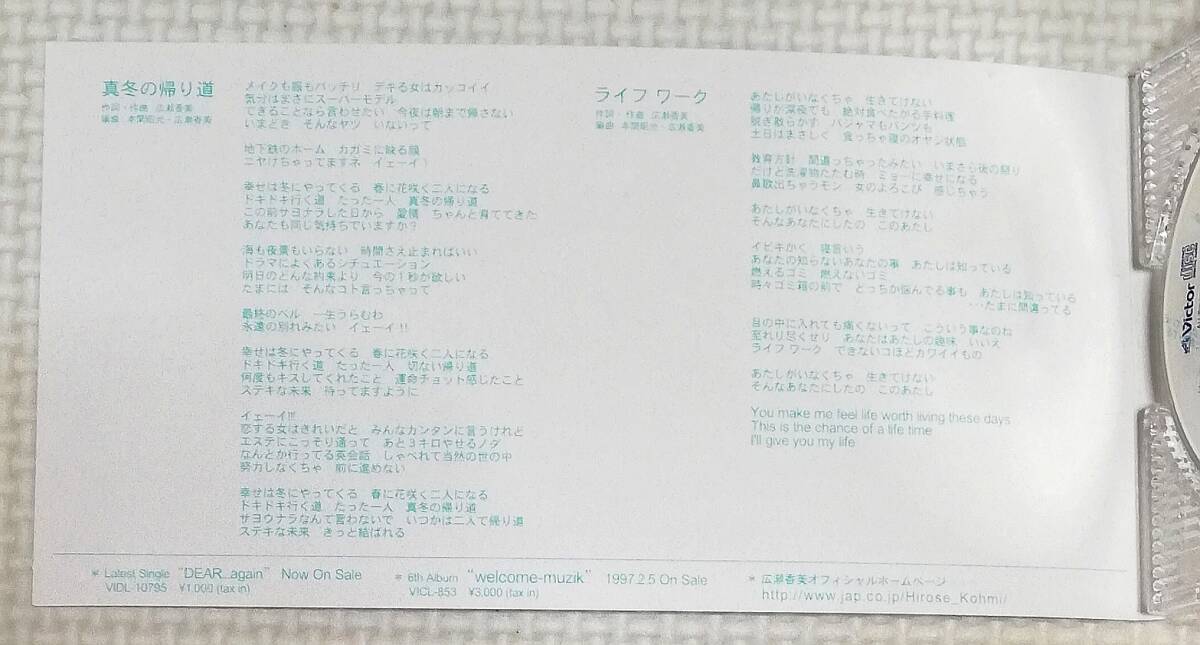 真冬の帰り道
作詞・作曲 広瀬香美
編曲 本間昭光・広瀬香美
メイクも服もバッチリ デキる女はカッコイイ
気分はまさにスーパーモデル
できることなら言わせたい 今夜は朝まで帰さない
いまどき そんなヤツ いないって
地下鉄のホーム カガミに映る顔
ニヤけちゃってますネ イェーイ!
幸せは冬にやってくる 春に花咲く二人になる
ドキドキ行く道 たった一人 真冬の帰り道
この前サヨナラした日から 愛情 ちゃんと育ててきた
あなたも同じ気持ちでいますか?
海も夜景もいらない 時間さえ止まればいい
ドラマによくあるシチュエーション
明日のどんな約束より 今の1秒が欲しい
たまには そんなコト言っちゃって
最終のベル 一生うらむわ
永遠の別れみたい イェーイ!!
幸せは冬にやってくる 春に花咲く二人になる
ドキドキ行く道 たった一人 切ない帰り道
何度もキスしてくれたこと 運命チョット感じたこと
ステキな未来 待ってますように
イェーイ!!!
恋する女はきれいだと みんなカンタンに言うけれど
エステにこっそり通って あと3キロやせるノダ
なんとか行ってる英会話 しゃべれて当然の世の中
努力しなくちゃ 前に進めない
幸せは冬にやってくる 春に花咲く二人になる
ドキドキ行く道 たった一人 真冬の帰り道
サヨウナラなんて言わないで いつかは二人で帰り道
ステキな未来 きっと結ばれる
ライフ ワーク
作詞・作曲 広瀬香美
編曲 本間昭光・広瀬香美
あたしがいなくちゃ 生きてけない
帰りが深夜でも 絶対食べたがる手料理
脱ぎ散らかす パジャマもパンツも
土日はまさしく 食っちゃ寝のオヤジ状態
教育方針 間違っちゃったみたい いまさら後の祭り
だけど洗濯物たたむ時 ミョーに幸せになる
鼻歌出ちゃうモン 女のよろこび 感じちゃう
あたしがいなくちゃ 生きてけない
そんなあなたにしたの このあたし
イビキかく 寝言いう
あなたの知らないあなたの事 あたしは知っている
燃えるゴミ 燃えないゴミ
時々ゴミ箱の前で どっちか悩んでる事も あたしは知っている
…たまに間違ってる
目の中に入れても痛くないって こういう事なのね
至れり尽くせり あなたはあたしの趣味 いいえ
ライフ ワーク できないコほどカワイイもの
あたしがいなくちゃ 生きてけない
そんなあなたにしたの このあたし
You make me feel life worth living these days
This is the chance of a life time
I'll give you my life
* Latest Single "DEAR...again" Now On Sale
VIDL-10795 ¥1,000 (tax in)
* 6th Album "welcome-muzik" 1997.2.5 On Sale
VICL-853 ¥3,000 (tax in)
* 広瀬香美オフィシャルホームページ
http://www.jap.co.jp/Hirose_Kohmi/
Victor